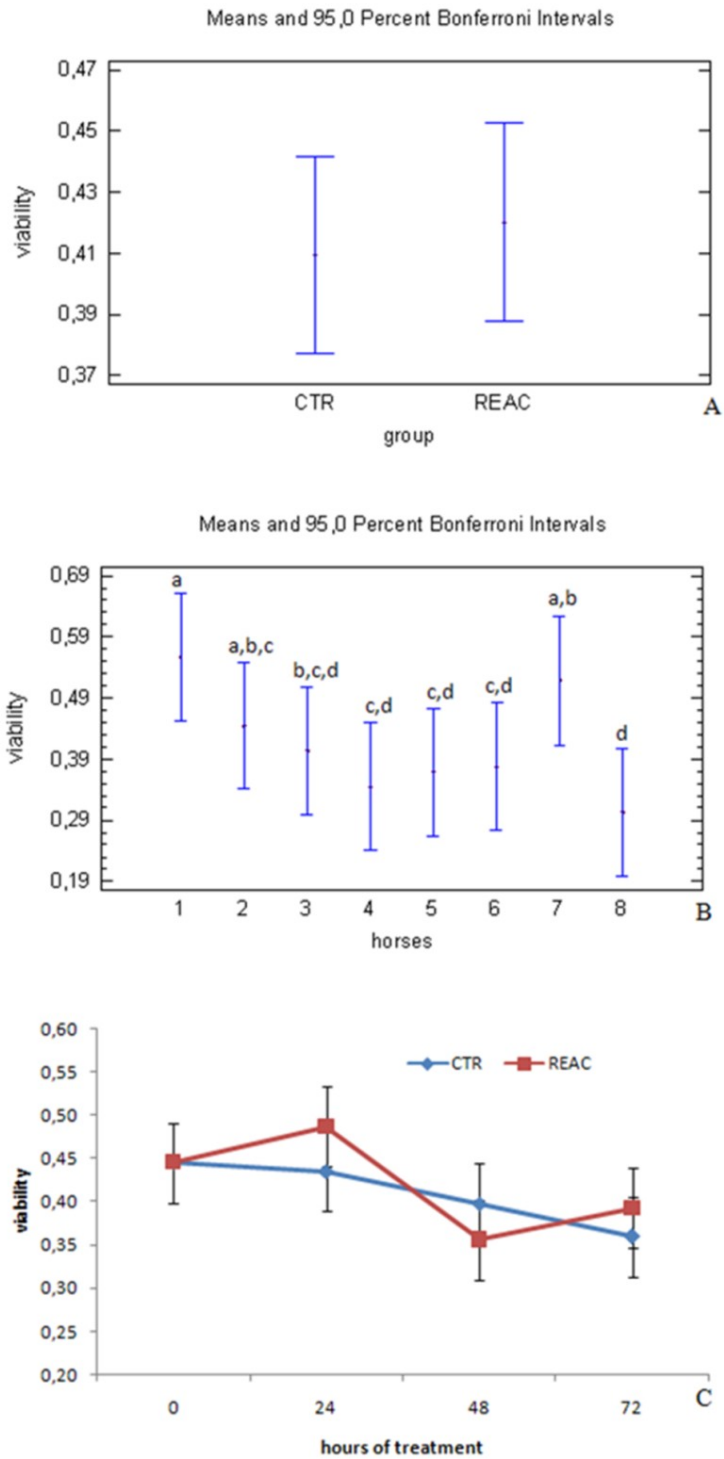 Means and 95,0 Percent Bonferroni Intervals
0,47
0,45
0,43
0,41
0,39
0,37
viability
CTR REAC
group
A
Means and 95,0 Percent Bonferroni Intervals
0,69
0,59
0,49
0,39
0,29
0,19
viability
a
a,b,c
b,c,d
c,d
c,d
c,d
a,b
d
1 2 3 4 5 6 7 8
horses
B
0,60
0,55
0,50
0,45
0,40
0,35
0,30
0,25
0,20
viability
CTR REAC
0 24 48 72
hours of treatment
C